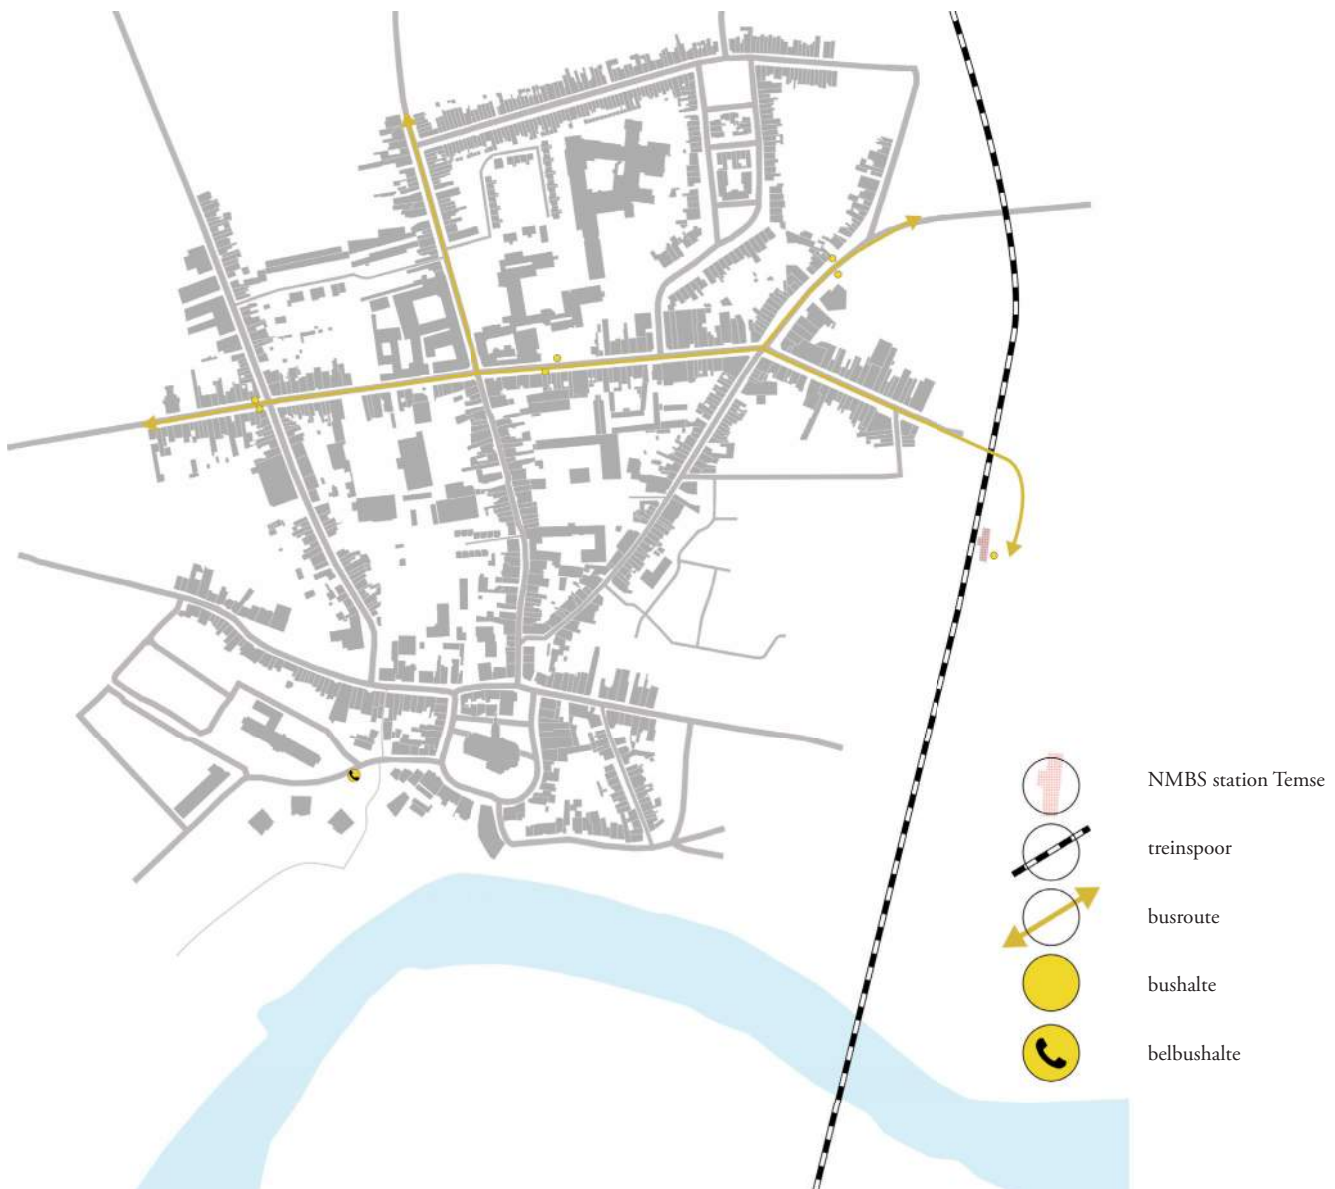 NMBS station Temse
treinspoor
busroute
bushalte
belbushalte